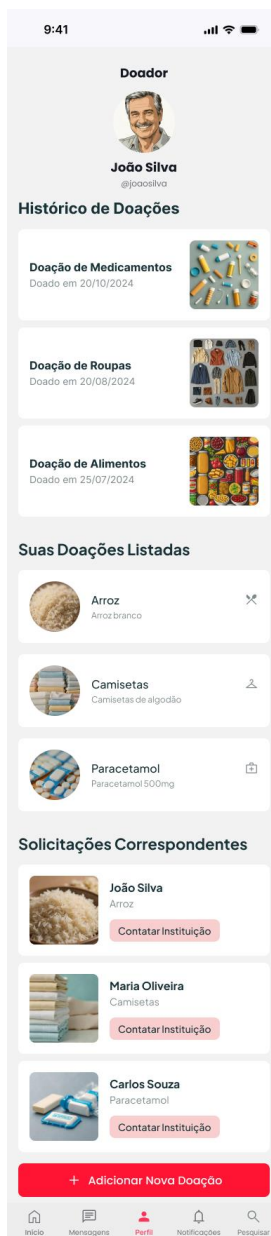 9:41
Doador
João Silva
@joaosilva
Histórico de Doações
Doação de Medicamentos
Doado em 20/10/2024
Doação de Roupas
Doado em 20/08/2024
Doação de Alimentos
Doado em 25/07/2024
Suas Doações Listadas
Arroz
Arroz branco
Camisetas
Camisetas de algodão
Paracetamol
Paracetamol 500mg
Solicitações Correspondentes
João Silva
Arroz
Contatar Instituição
Maria Oliveira
Camisetas
Contatar Instituição
Carlos Souza
Paracetamol
Contatar Instituição
+ Adicionar Nova Doação
Início Mensagens Perfil Notificações Pesquisar